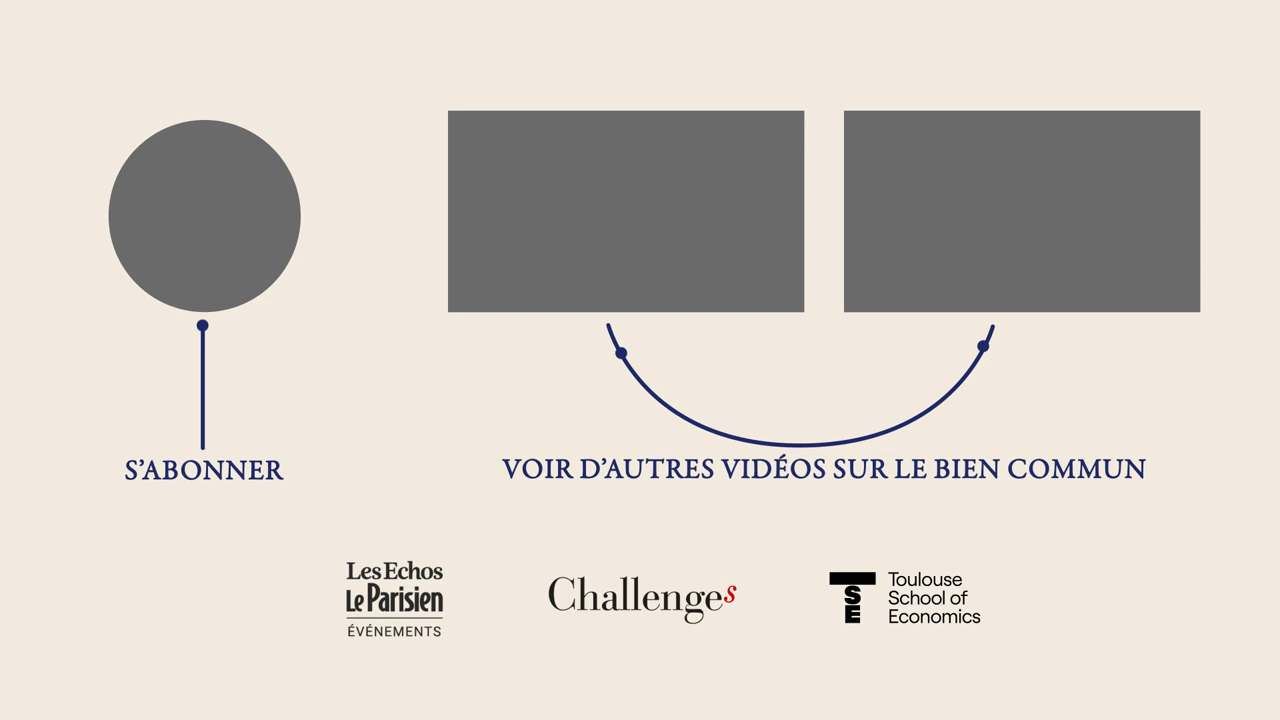 S’ABONNER
VOIR D’AUTRES VIDÉOS SUR LE BIEN COMMUN
Les Echos
Le Parisien
ÉVÉNEMENTS
Challenges
TSE
Toulouse
School of
Economics